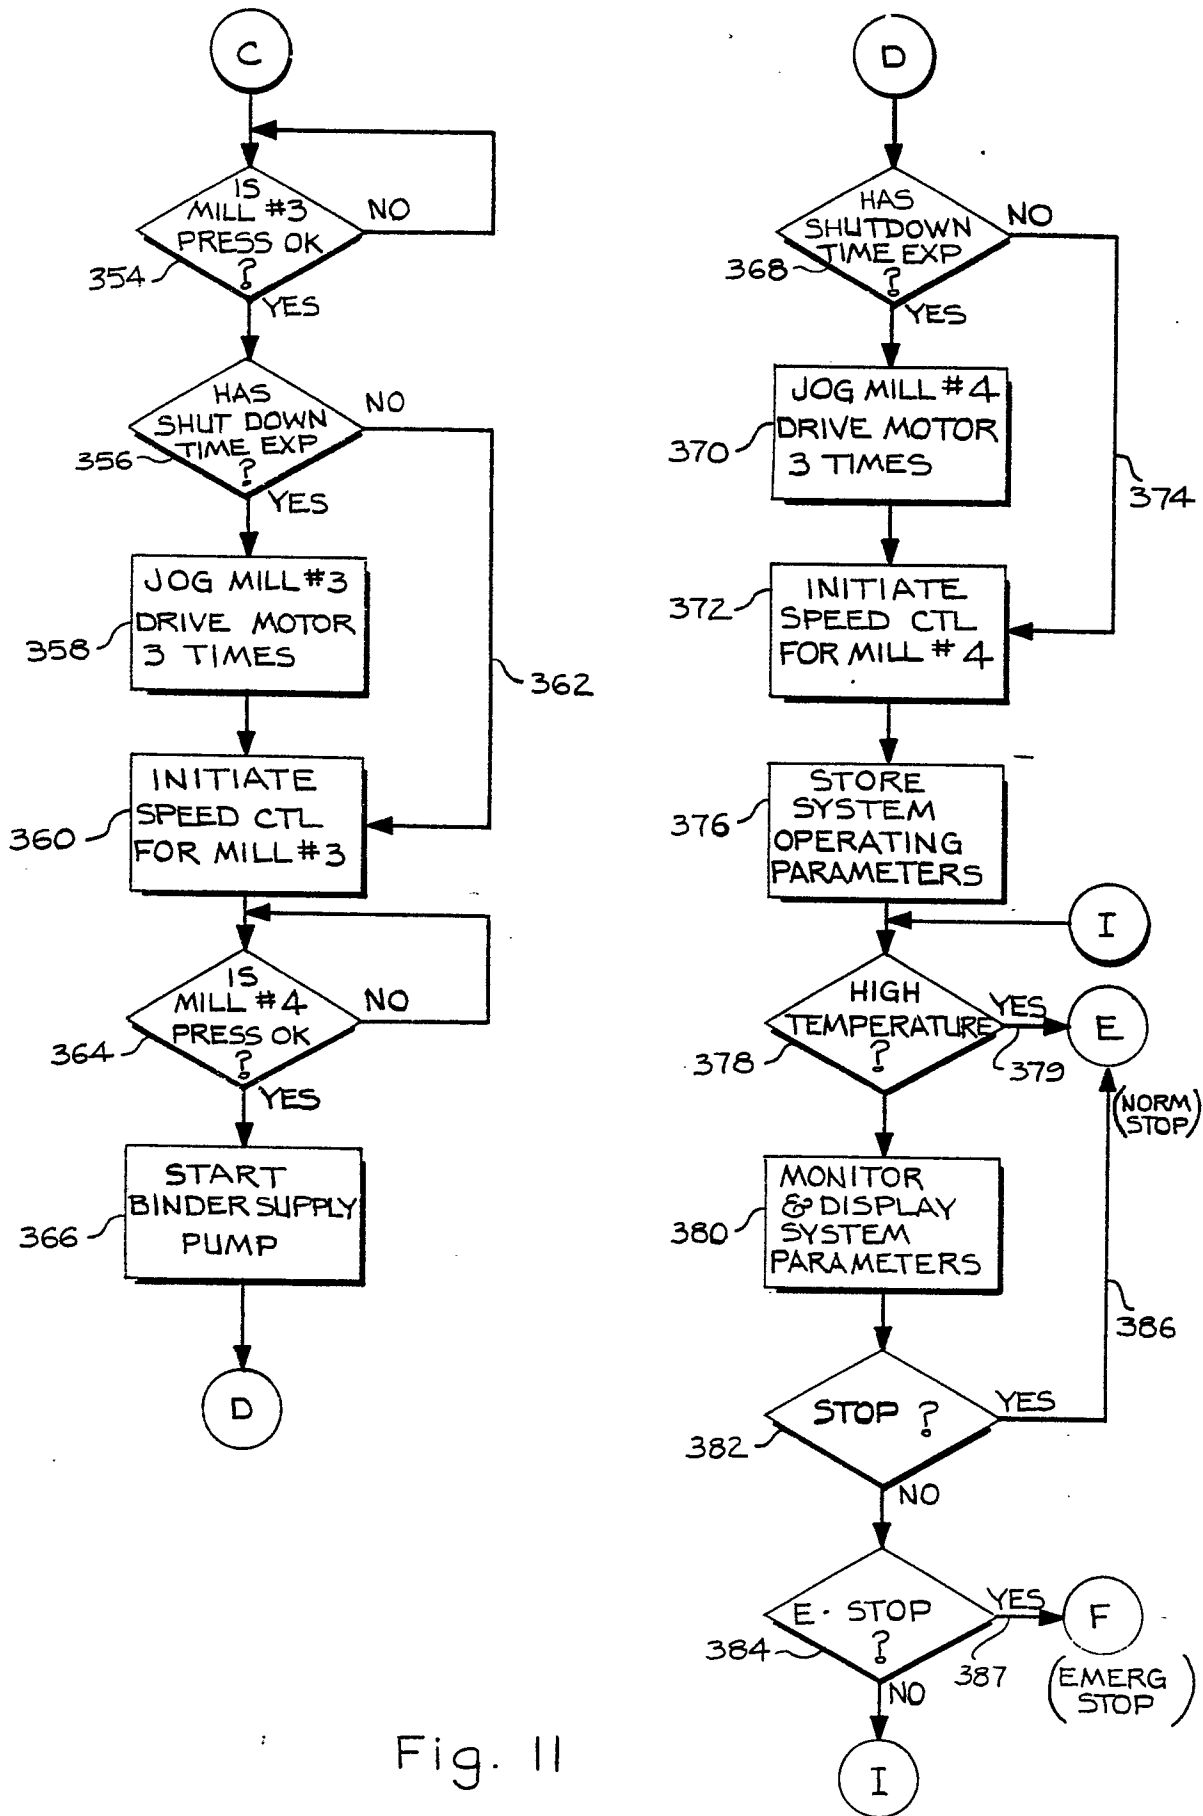 C
IS
MILL #3
PRESS OK
?
NO
354
YES
HAS
SHUT DOWN
TIME EXP
?
NO
356
YES
JOG MILL #3
DRIVE MOTOR
3 TIMES
358
362
INITIATE
SPEED CTL
FOR MILL #3
360
IS
MILL #4
PRESS OK
?
NO
364
YES
START
BINDER SUPPLY
PUMP
366
D
D
HAS
SHUTDOWN
TIME EXP
?
NO
368
YES
JOG MILL #4
DRIVE MOTOR
3 TIMES
370
374
INITIATE
SPEED CTL
FOR MILL #4
372
STORE
SYSTEM
OPERATING
PARAMETERS
376
I
HIGH
TEMPERATURE
?
YES
E
378
379
(NORM
STOP)
MONITOR
& DISPLAY
SYSTEM
PARAMETERS
380
386
STOP ?
YES
382
NO
E. STOP
?
YES
F
384
387
(EMERG
STOP)
NO
I
Fig. 11